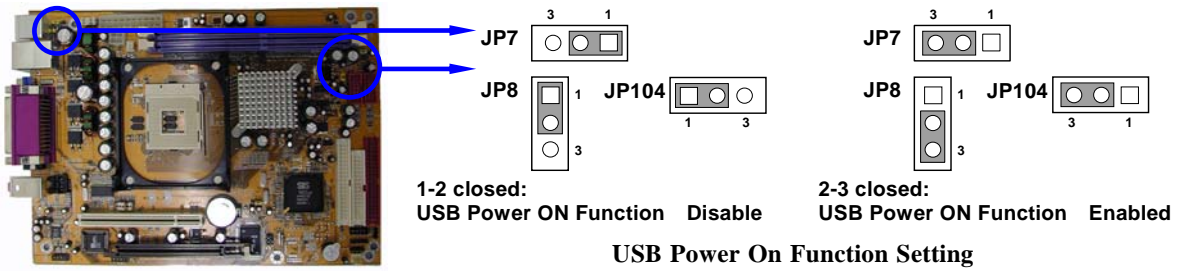 3 1
JP7
JP8
1
3
JP104
1 3
1-2 closed:
USB Power ON Function Disable
3 1
JP7
JP8
1
3
JP104
3 1
2-3 closed:
USB Power ON Function Enabled
USB Power On Function Setting